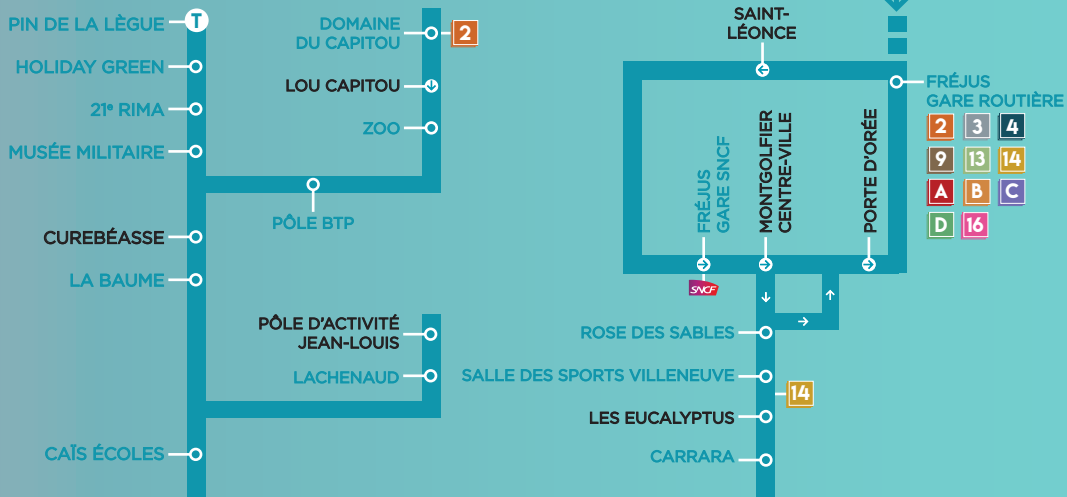 PIN DE LA LÈGUE
T
HOLIDAY GREEN
21e RIMA
MUSÉE MILITAIRE
CUREBÉASSE
LA BAUME
CAÏS ÉCOLES
DOMAINE
DU CAPITOU
2
LOU CAPITOU
ZOO
PÔLE BTP
PÔLE D'ACTIVITÉ
JEAN-LOUIS
LACHENAUD
SAINT-
LÉONCE
FRÉJUS
GARE ROUTIÈRE
2 3 4
9 13 14
A B C
D 16
FRÉJUS
GARE SNCF
SNCF
MONTGOLFIER
CENTRE-VILLE
PORTE D'ORÉE
ROSE DES SABLES
SALLE DES SPORTS VILLENEUVE
14
LES EUCALYPTUS
CARRARA